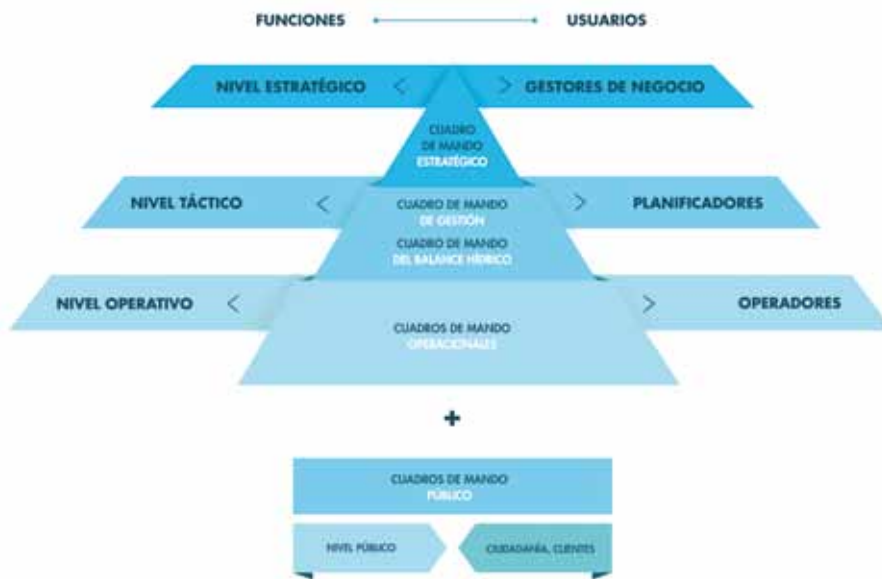 FUNCIONES
USUARIOS
NIVEL ESTRATÉGICO
GESTORES DE NEGOCIO
CUADRO
DE MANDO
ESTRATÉGICO
NIVEL TÁCTICO
CUADRO DE MANDO
DE GESTIÓN
PLANIFICADORES
CUADRO DE MANDO
DEL BALANCE HÍDRICO
NIVEL OPERATIVO
OPERADORES
CUADROS DE MANDO
OPERACIONALES
+
CUADROS DE MANDO
PÚBLICO
NIVEL PÚBLICO
CIUDADANÍA, CLIENTES